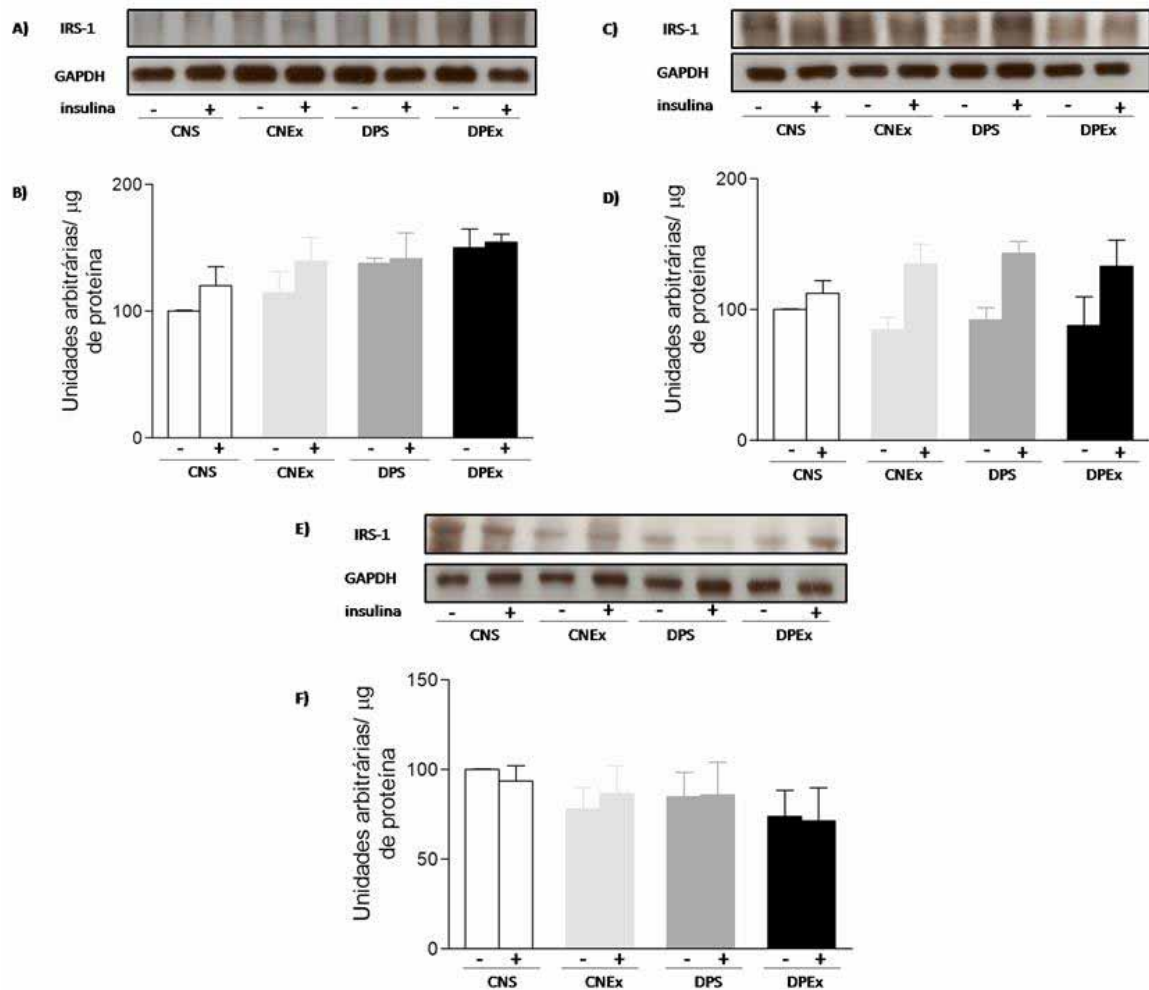 A)
IRS-1
GAPDH
insulina - + - + - + - +
CNS CNEx DPS DPEx
C)
IRS-1
GAPDH
insulina - + - + - + - +
CNS CNEx DPS DPEx
B)
Unidades arbitrárias/ µg
de proteína
200
100
0
- + - + - + - +
CNS CNEx DPS DPEx
D)
Unidades arbitrárias/ µg
de proteína
200
100
0
- + - + - + - +
CNS CNEx DPS DPEx
E)
IRS-1
GAPDH
insulina - + - + - + - +
CNS CNEx DPS DPEx
F)
Unidades arbitrárias/ µg
de proteína
150
100
50
0
- + - + - + - +
CNS CNEx DPS DPEx